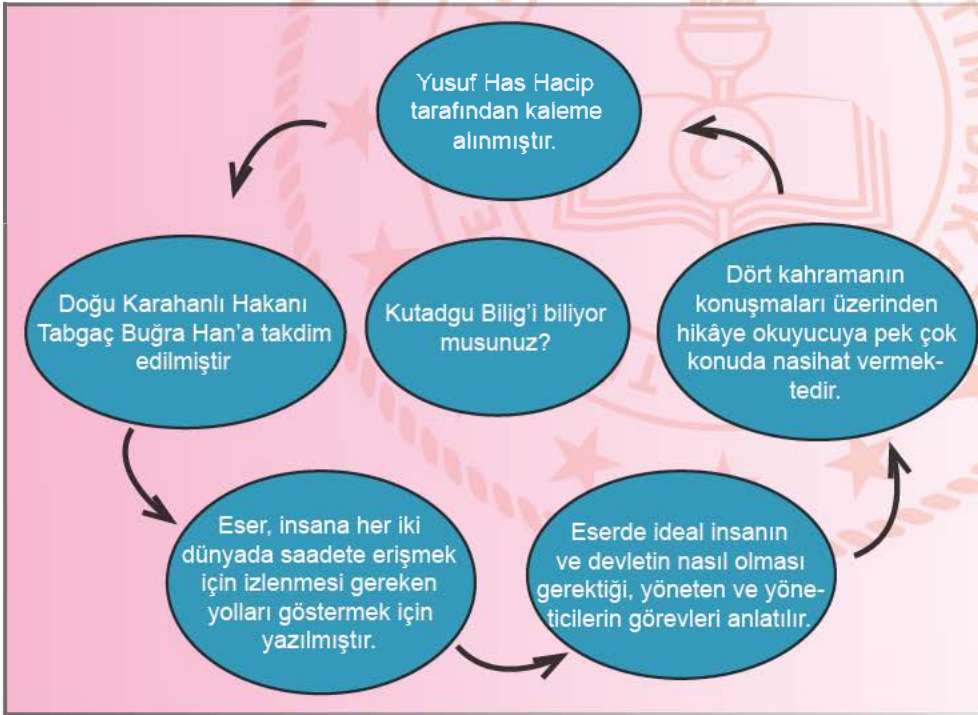 Yusuf Has Hacip
tarafından kaleme
alınmıştır.
Doğu Karahanlı Hakanı
Tabgaç Buğra Han'a takdim
edilmiştir
Kutadgu Bilig'i biliyor
musunuz?
Dört kahramanın
konuşmaları üzerinden
hikâye okuyucuya pek çok
konuda nasihat vermek-
tedir.
Eser, insana her iki
dünyada saadete erişmek
için izlenmesi gereken
yolları göstermek için
yazılmıştır.
Eserde ideal insanın
ve devletin nasıl olması
gerektiği, yöneten ve yöne-
ticilerin görevleri anlatılır.